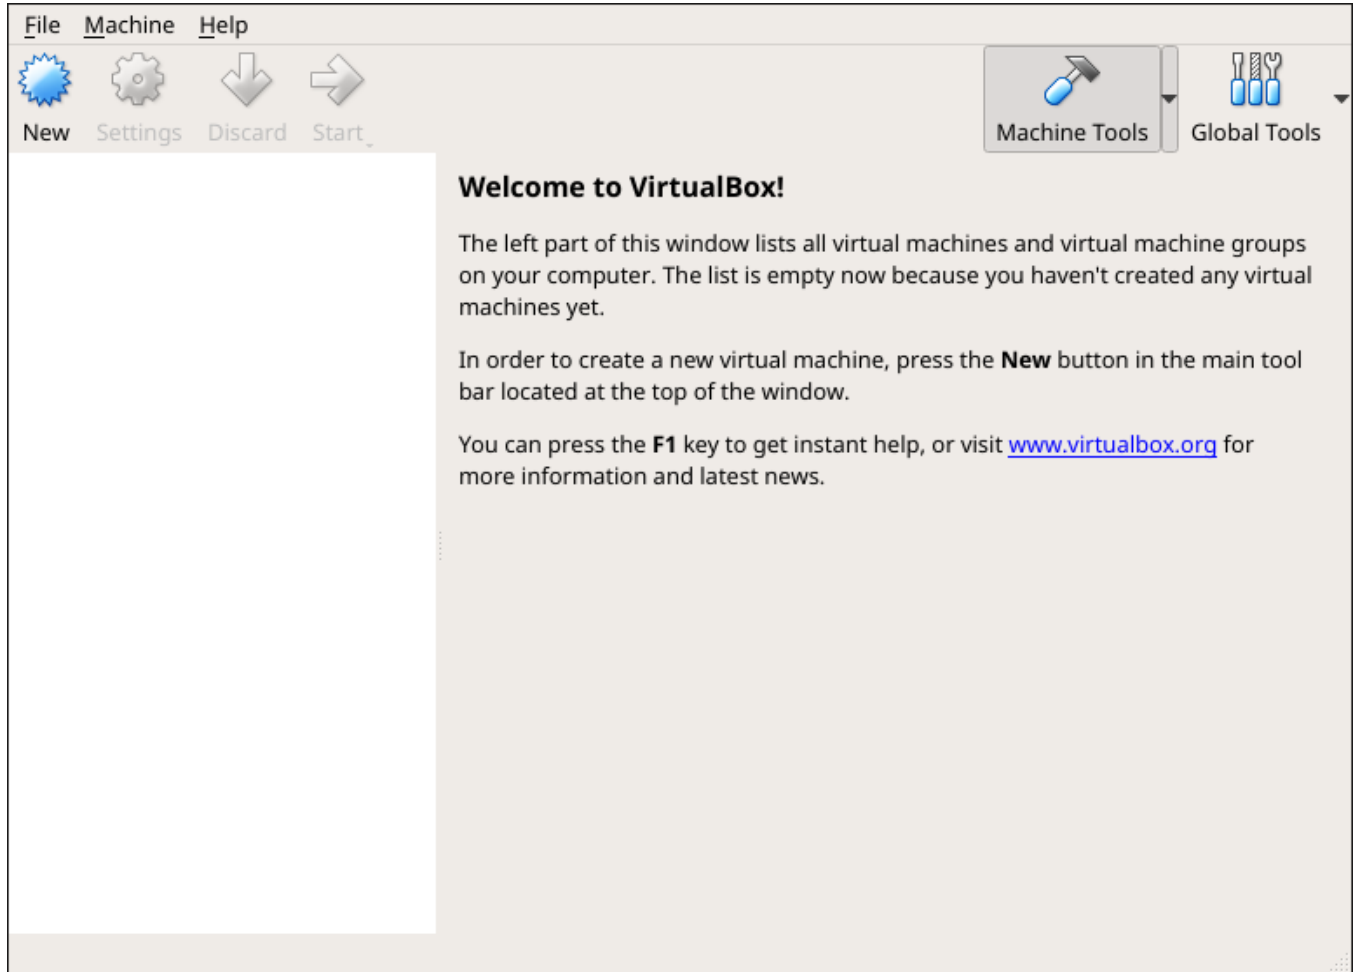 File Machine Help
New Settings Discard Start Machine Tools Global Tools
Welcome to VirtualBox!
The left part of this window lists all virtual machines and virtual machine groups
on your computer. The list is empty now because you haven't created any virtual
machines yet.
In order to create a new virtual machine, press the New button in the main tool
bar located at the top of the window.
You can press the F1 key to get instant help, or visit www.virtualbox.org for
more information and latest news.